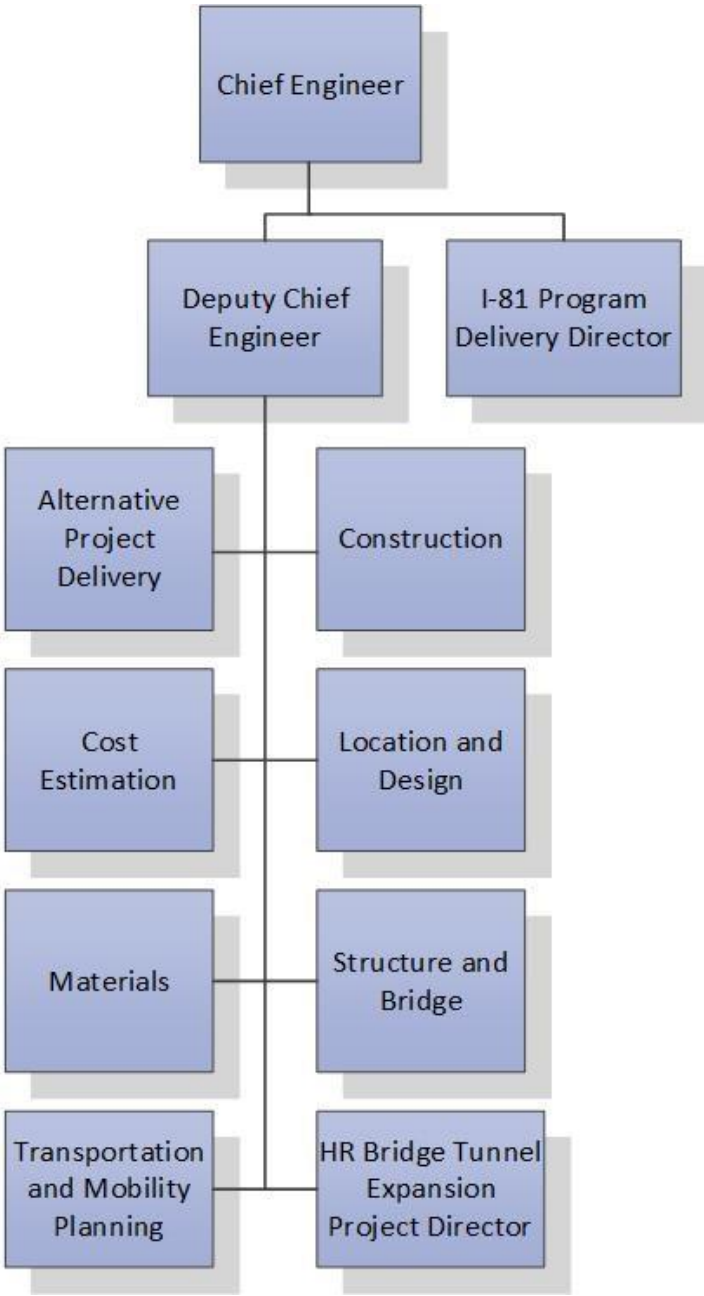 Chief Engineer
Deputy Chief
Engineer
I-81 Program
Delivery Director
Alternative
Project
Delivery
Construction
Cost
Estimation
Location and
Design
Materials
Structure and
Bridge
Transportation
and Mobility
Planning
HR Bridge Tunnel
Expansion
Project Director